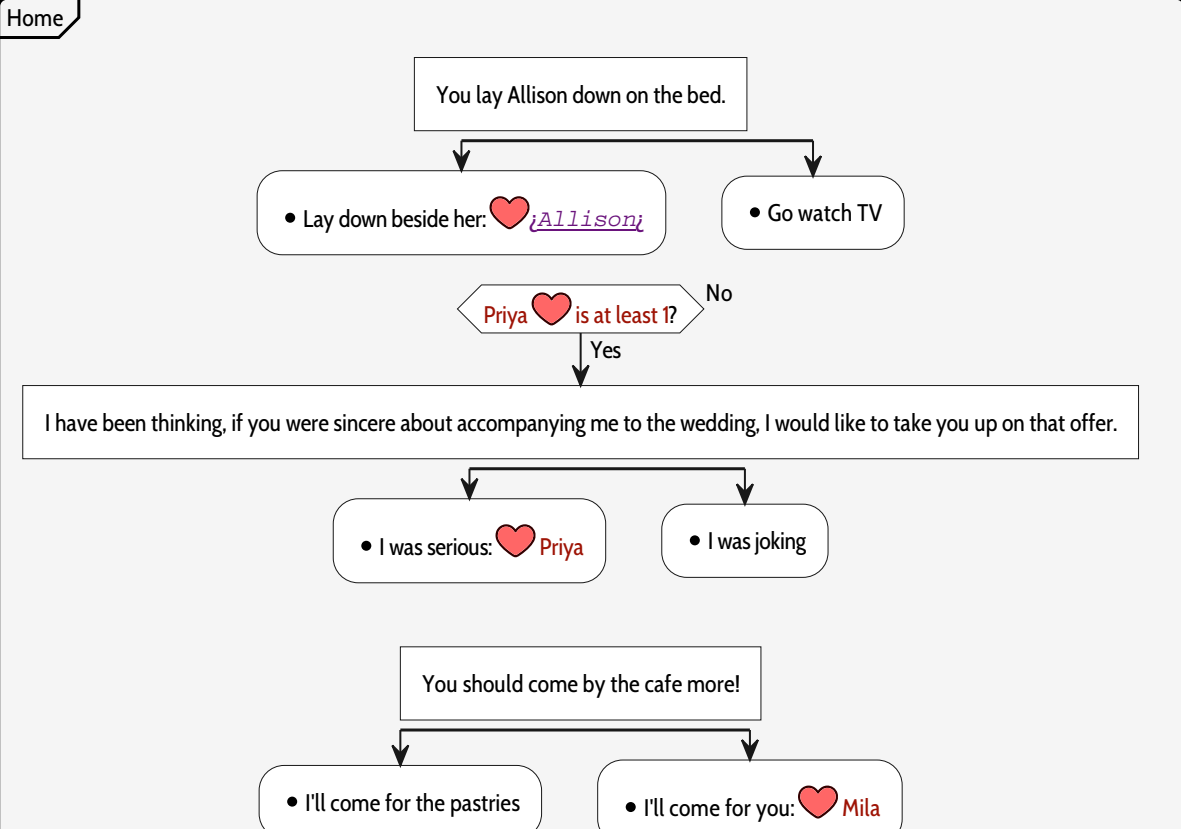 Home
You lay Allison down on the bed.
• Lay down beside her: ¿Allison¿
• Go watch TV
Priya is at least 1?
No
Yes
I have been thinking, if you were sincere about accompanying me to the wedding, I would like to take you up on that offer.
• I was serious: Priya
• I was joking
You should come by the cafe more!
• I'll come for the pastries
• I'll come for you: Mila